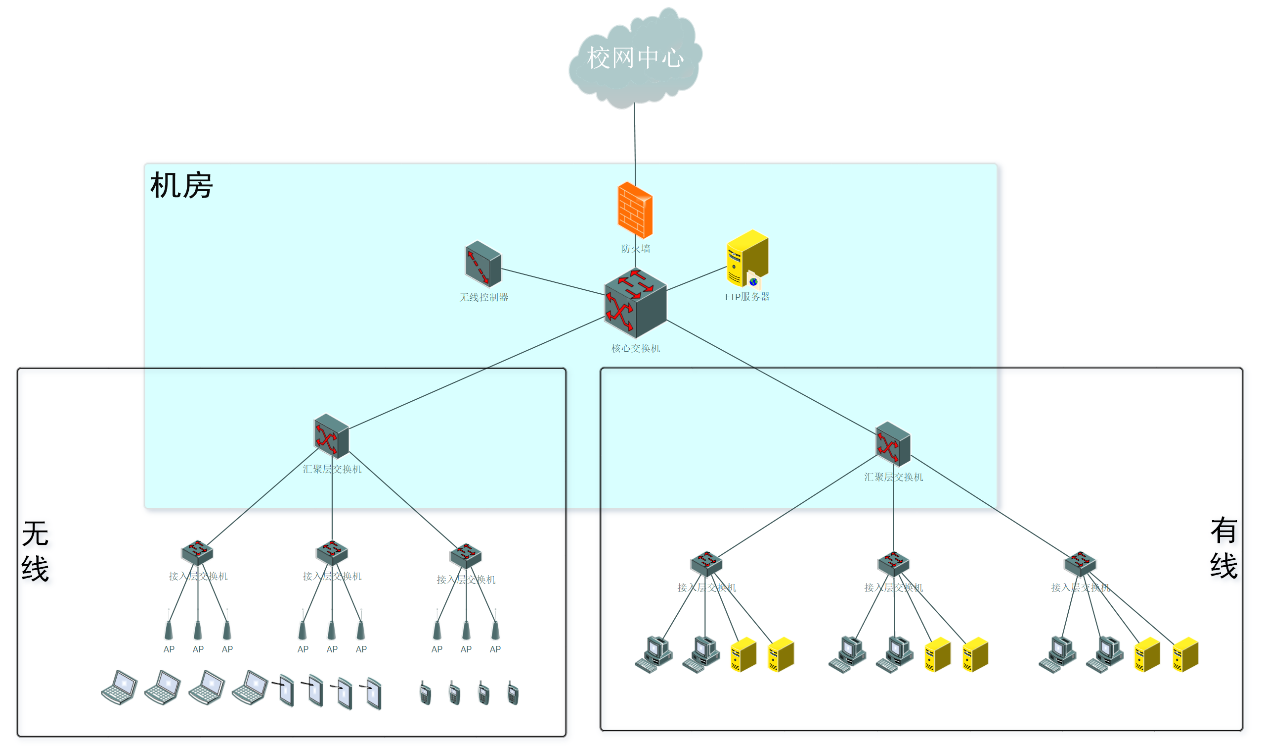 校网中心
机房
防火墙
无线控制器
FTP服务器
核心交换机
汇聚层交换机
汇聚层交换机
无线
有线
接入层交换机
接入层交换机
接入层交换机
接入层交换机
接入层交换机
接入层交换机
AP
AP
AP
AP
AP
AP
AP
AP
AP